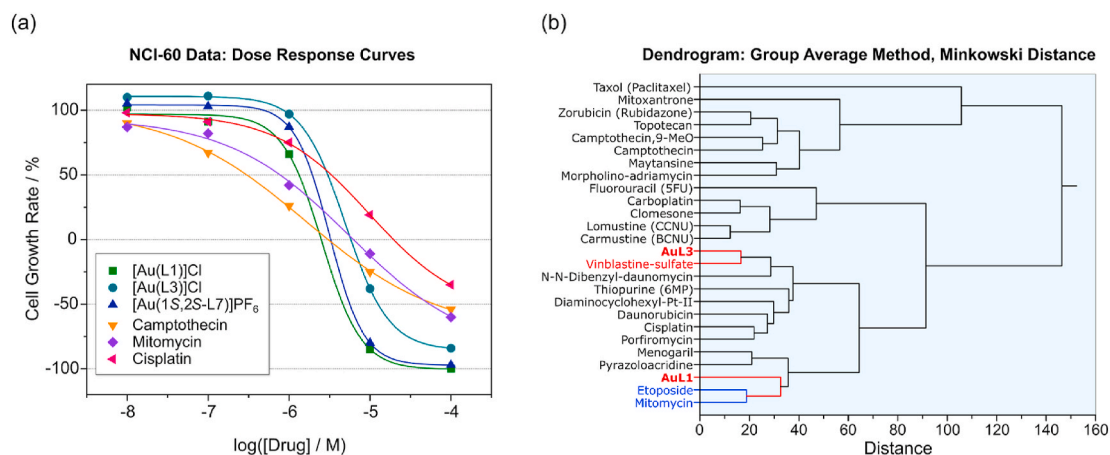 (a)
NCI-60 Data: Dose Response Curves
Cell Growth Rate / %
100
50
0
-50
-100
[Au(L1)]Cl
[Au(L3)]Cl
[Au(1S,2S-L7)]PF₆
Camptothecin
Mitomycin
Cisplatin
-8 -7 -6 -5 -4
log([Drug] / M)
(b)
Dendrogram: Group Average Method, Minkowski Distance
Taxol (Paclitaxel)
Mitoxantrone
Zorubicin (Rubidazone)
Topotecan
Camptothecin,9-MeO
Camptothecin
Maytansine
Morpholino-adriamycin
Fluorouracil (5FU)
Carboplatin
Clomesone
Lomustine (CCNU)
Carmustine (BCNU)
AuL3
Vinblastine-sulfate
N-N-Dibenzyl-daunomycin
Thiopurine (6MP)
Diaminocyclohexyl-Pt-II
Daunorubicin
Cisplatin
Porfiromycin
Menogaril
Pyrazoloacridine
AuL1
Etoposide
Mitomycin
0 20 40 60 80 100 120 140 160
Distance